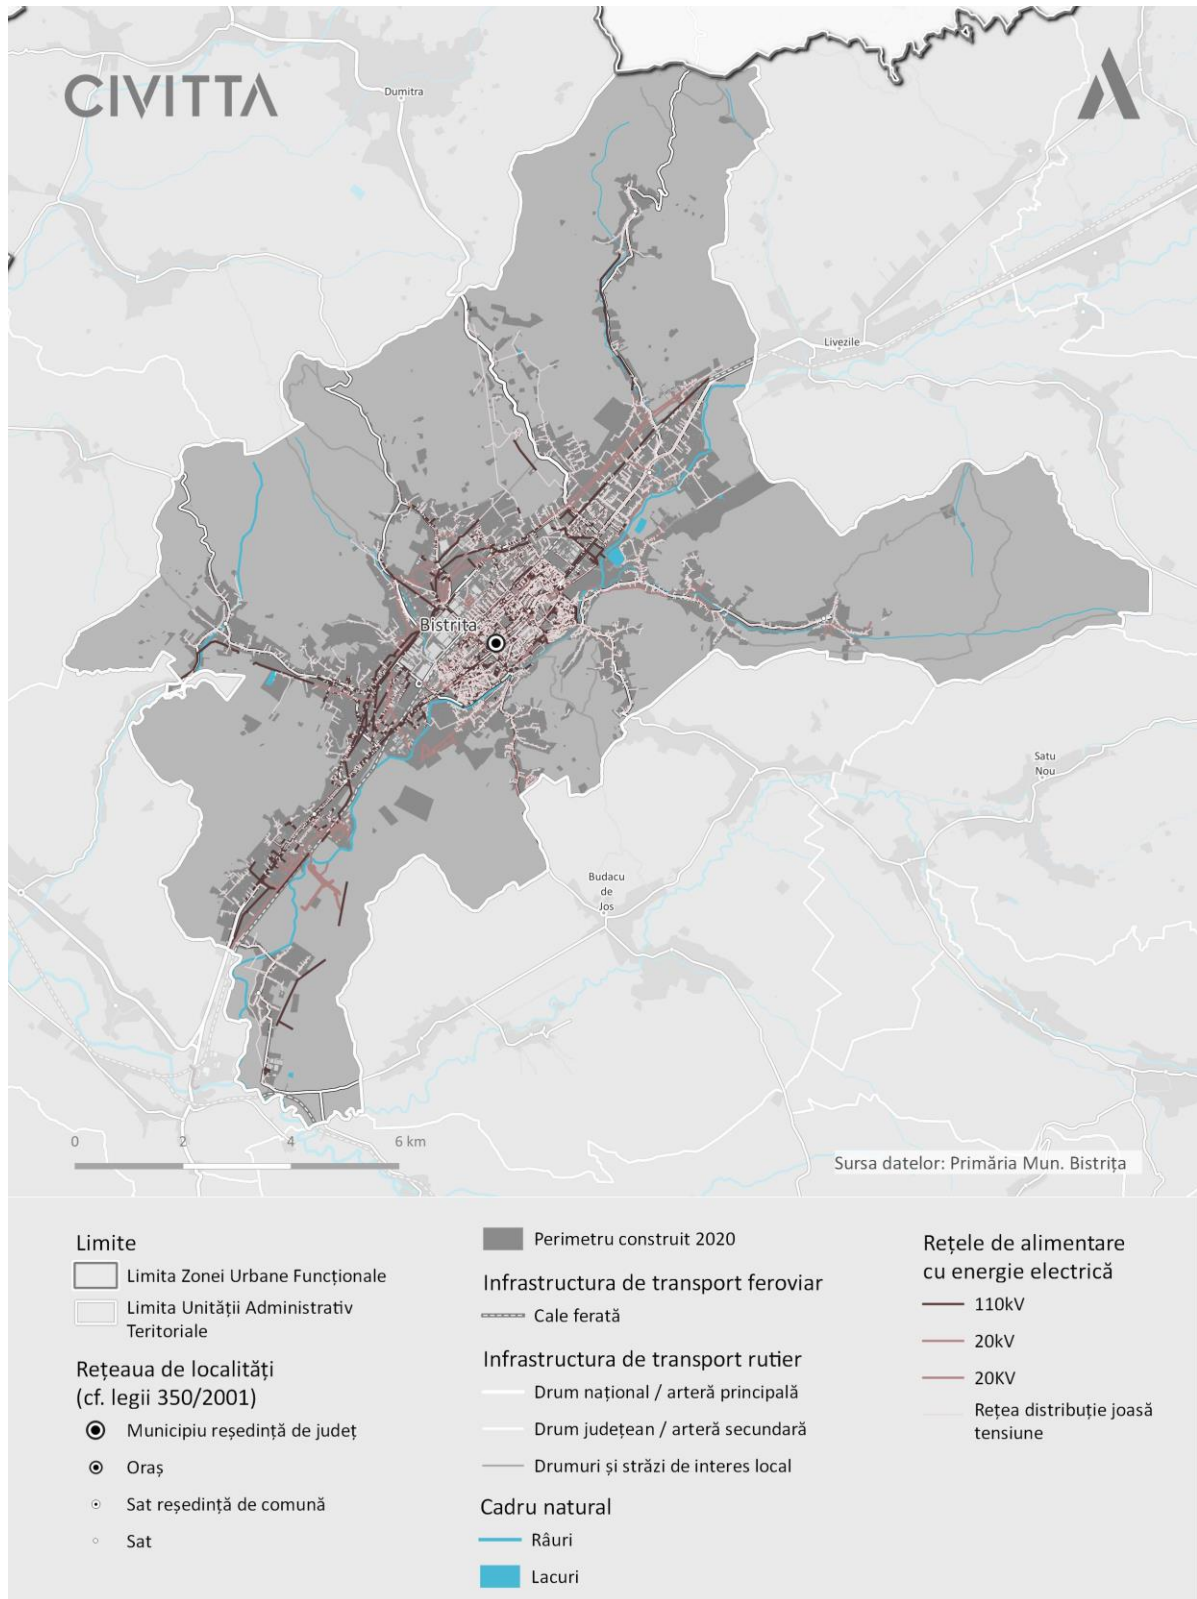 CIVITTA
Dumitra
Livezile
Bistrița
Satu
Nou
Budacu
de
Jos
0 2 4 6 km
Sursa datelor: Primăria Mun. Bistrița
Limite
Limita Zonei Urbane Funcționale
Limita Unității Administrativ
Teritoriale
Rețeaua de localități
(cf. legii 350/2001)
Municipiu reședință de județ
Oraș
Sat reședință de comună
Sat
Perimetru construit 2020
Infrastructura de transport feroviar
Cale ferată
Infrastructura de transport rutier
Drum național / arteră principală
Drum județean / arteră secundară
Drumuri și străzi de interes local
Cadru natural
Râuri
Lacuri
Rețele de alimentare
cu energie electrică
110kV
20kV
20KV
Rețea distribuție joasă
tensiune